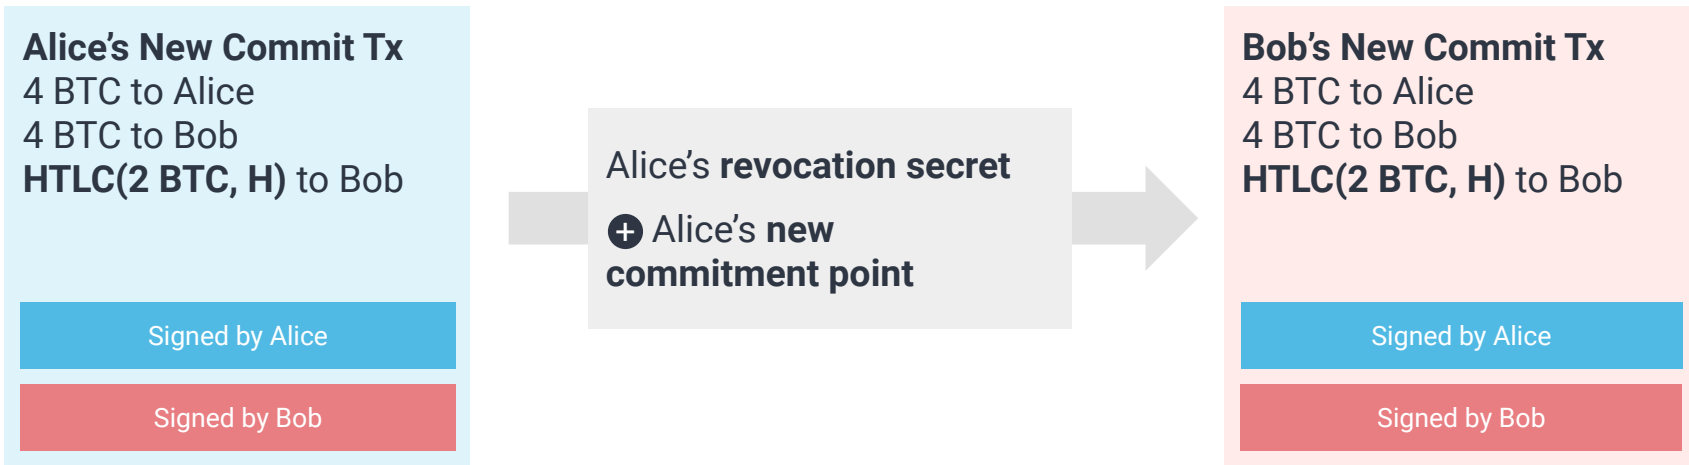 Alice’s New Commit Tx
4 BTC to Alice
4 BTC to Bob
HTLC(2 BTC, H) to Bob
Signed by Alice
Signed by Bob
Alice’s revocation secret
+ Alice’s new
commitment point
Bob’s New Commit Tx
4 BTC to Alice
4 BTC to Bob
HTLC(2 BTC, H) to Bob
Signed by Alice
Signed by Bob